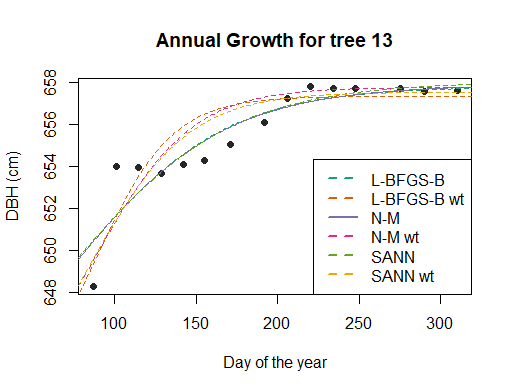 Annual Growth for tree 13
DBH (cm)
658
656
654
652
650
648
100 150 200 250 300
Day of the year
L-BFGS-B
L-BFGS-B wt
N-M
N-M wt
SANN
SANN wt